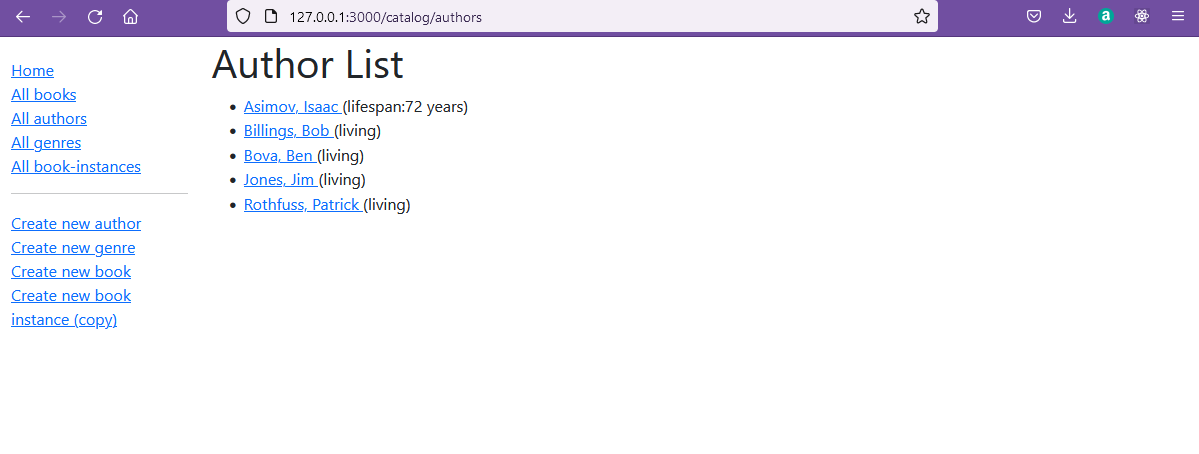 127.0.0.1:3000/catalog/authors
a
Home
All books
All authors
All genres
All book-instances
Create new author
Create new genre
Create new book
Create new book
instance (copy)
Author List
Asimov, Isaac (lifespan:72 years)
Billings, Bob (living)
Bova, Ben (living)
Jones, Jim (living)
Rothfuss, Patrick (living)